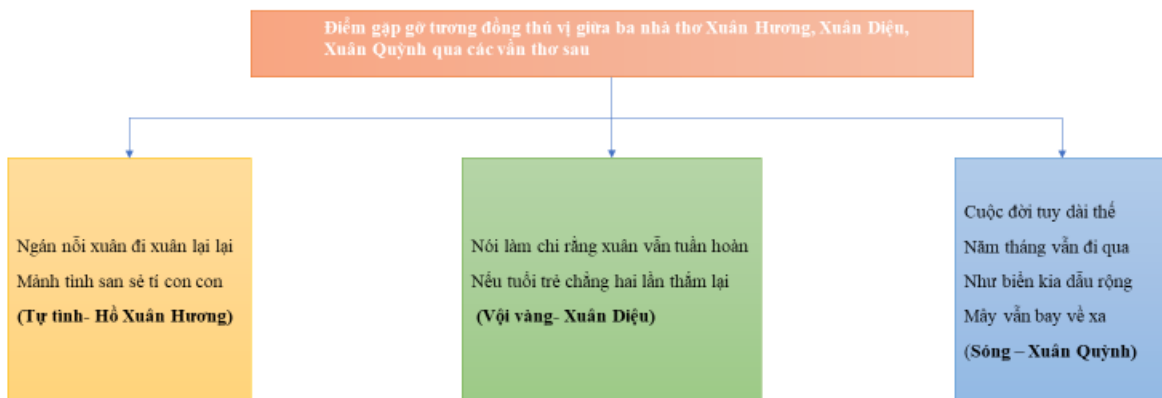 Điểm gặp gỡ tương đồng thú vị giữa ba nhà thơ Xuân Hương, Xuân Diệu,
Xuân Quỳnh qua các vần thơ sau
Ngán nỗi xuân đi xuân lại lại
Mảnh tình san sẻ tí con con
(Tự tình- Hồ Xuân Hương)
Nói làm chi rằng xuân vẫn tuần hoàn
Nếu tuổi trẻ chẳng hai lần thắm lại
(Vội vàng- Xuân Diệu)
Cuộc đời tuy dài thế
Năm tháng vẫn đi qua
Như biển kia dẫu rộng
Mây vẫn bay về xa
(Sóng – Xuân Quỳnh)